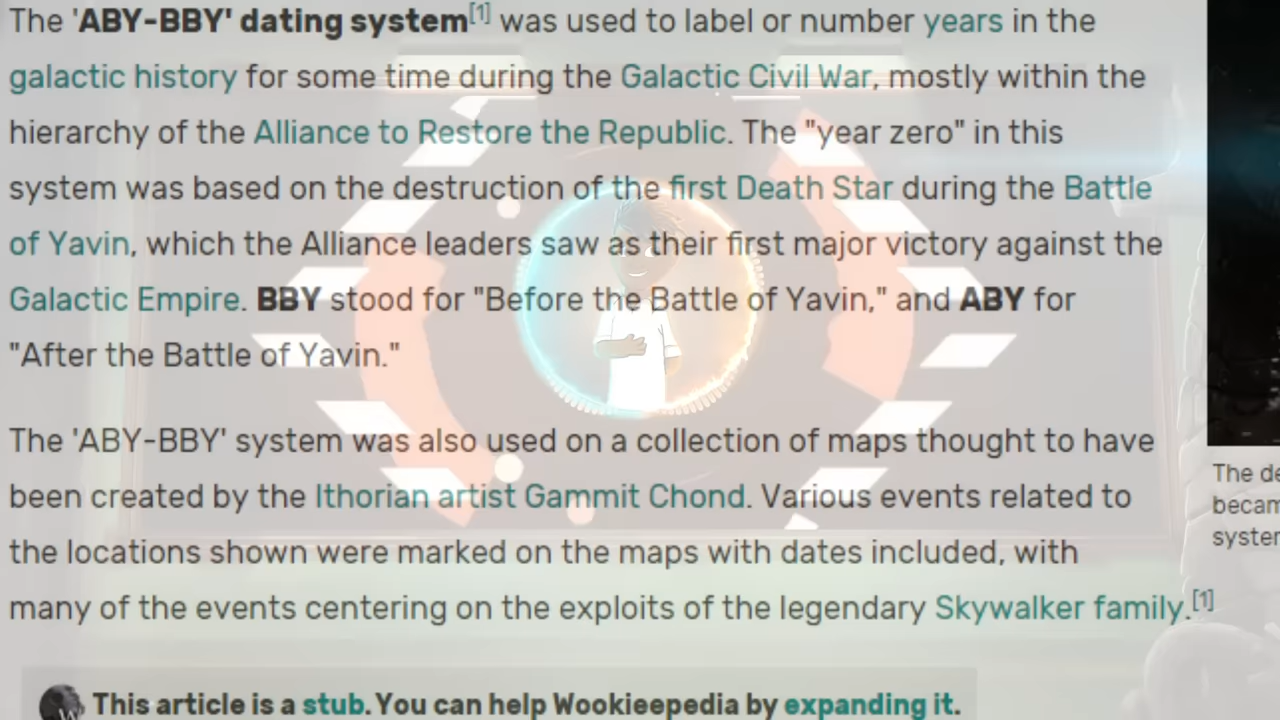 The 'ABY-BBY' dating system[1] was used to label or number years in the
galactic history for some time during the Galactic Civil War, mostly within the
hierarchy of the Alliance to Restore the Republic. The "year zero" in this
system was based on the destruction of the first Death Star during the Battle
of Yavin, which the Alliance leaders saw as their first major victory against the
Galactic Empire. BBY stood for "Before the Battle of Yavin," and ABY for
"After the Battle of Yavin."
The 'ABY-BBY' system was also used on a collection of maps thought to have
been created by the Ithorian artist Gammit Chond. Various events related to
the locations shown were marked on the maps with dates included, with
many of the events centering on the exploits of the legendary Skywalker family.[1]
The de
becam
system
This article is a stub. You can help Wookieepedia by expanding it.